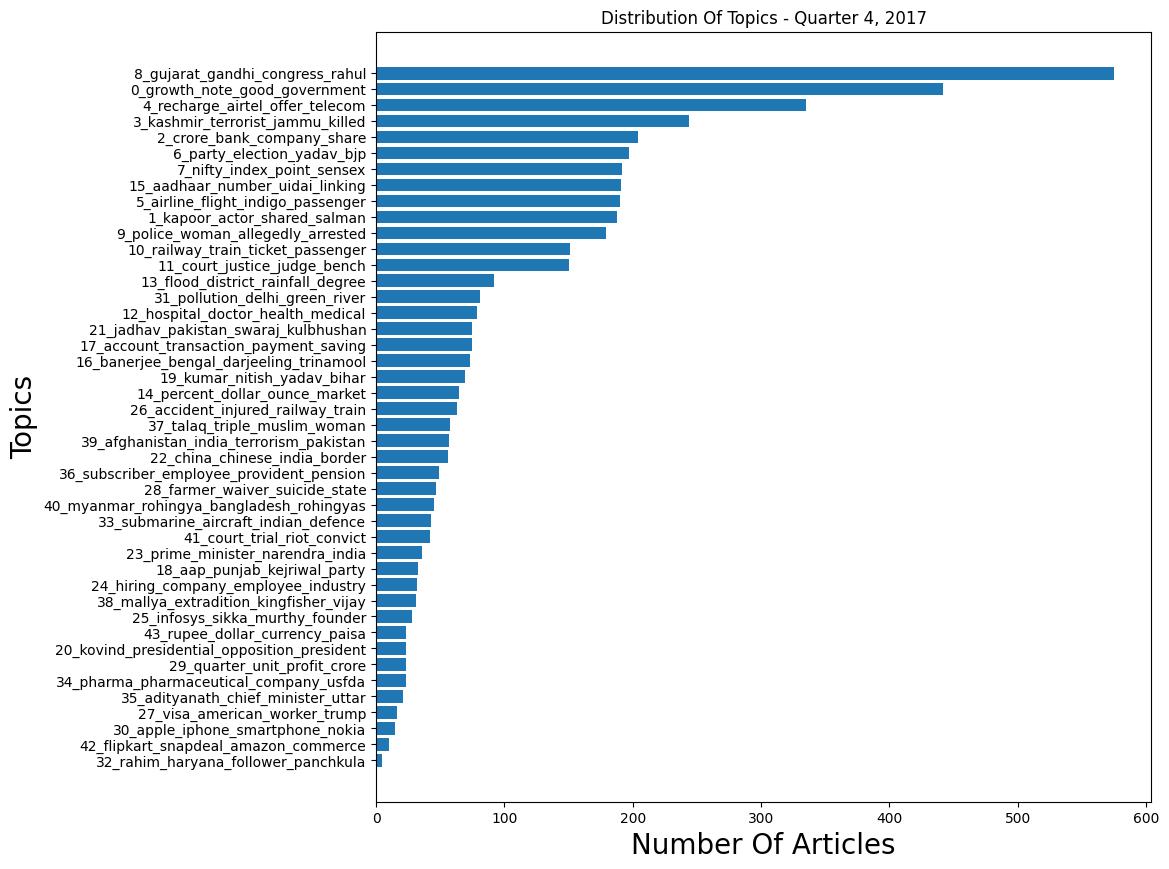 Distribution Of Topics - Quarter 4, 2017
8_gujarat_gandhi_congress_rahul
0_growth_note_good_government
4_recharge_airtel_offer_telecom
3_kashmir_terrorist_jammu_killed
2_crore_bank_company_share
6_party_election_yadav_bjp
7_nifty_index_point_sensex
15_aadhaar_number_uidai_linking
5_airline_flight_indigo_passenger
1_kapoor_actor_shared_salman
9_police_woman_allegedly_arrested
10_railway_train_ticket_passenger
11_court_justice_judge_bench
13_flood_district_rainfall_degree
31_pollution_delhi_green_river
12_hospital_doctor_health_medical
21_jadhav_pakistan_swaraj_kulbhushan
17_account_transaction_payment_saving
16_banerjee_bengal_darjeeling_trinamool
19_kumar_nitish_yadav_bihar
14_percent_dollar_ounce_market
26_accident_injured_railway_train
37_talaq_triple_muslim_woman
39_afghanistan_india_terrorism_pakistan
22_china_chinese_india_border
36_subscriber_employee_provident_pension
28_farmer_waiver_suicide_state
40_myanmar_rohingya_bangladesh_rohingyas
33_submarine_aircraft_indian_defence
41_court_trial_riot_convict
23_prime_minister_narendra_india
18_aap_punjab_kejriwal_party
24_hiring_company_employee_industry
38_mallya_extradition_kingfisher_vijay
25_infosys_sikka_murthy_founder
43_rupee_dollar_currency_paisa
20_kovind_presidential_opposition_president
29_quarter_unit_profit_crore
34_pharma_pharmaceutical_company_usfda
35_adityanath_chief_minister_uttar
27_visa_american_worker_trump
30_apple_iphone_smartphone_nokia
42_flipkart_snapdeal_amazon_commerce
32_rahim_haryana_follower_panchkula
Topics
0 100 200 300 400 500 600
Number Of Articles